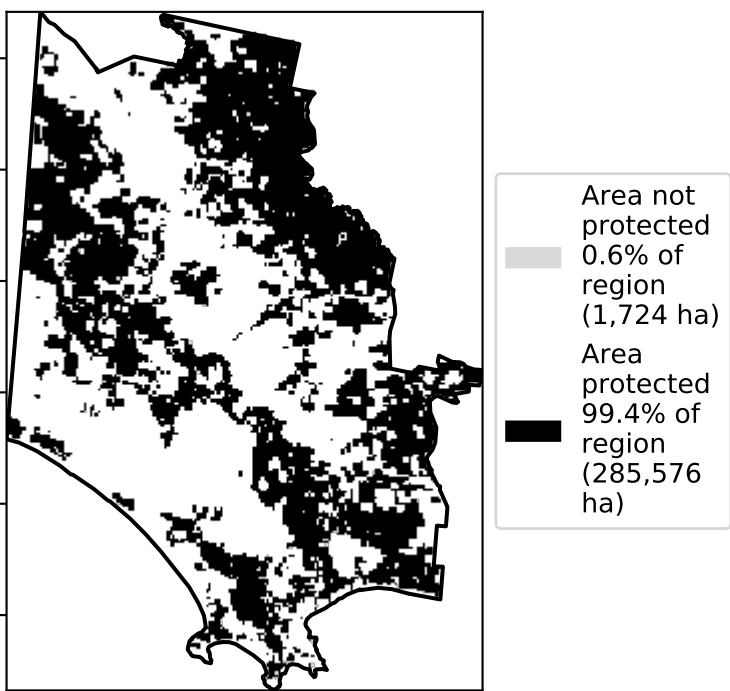 Area not
protected
0.6% of
region
(1,724 ha)
Area
protected
99.4% of
region
(285,576
ha)